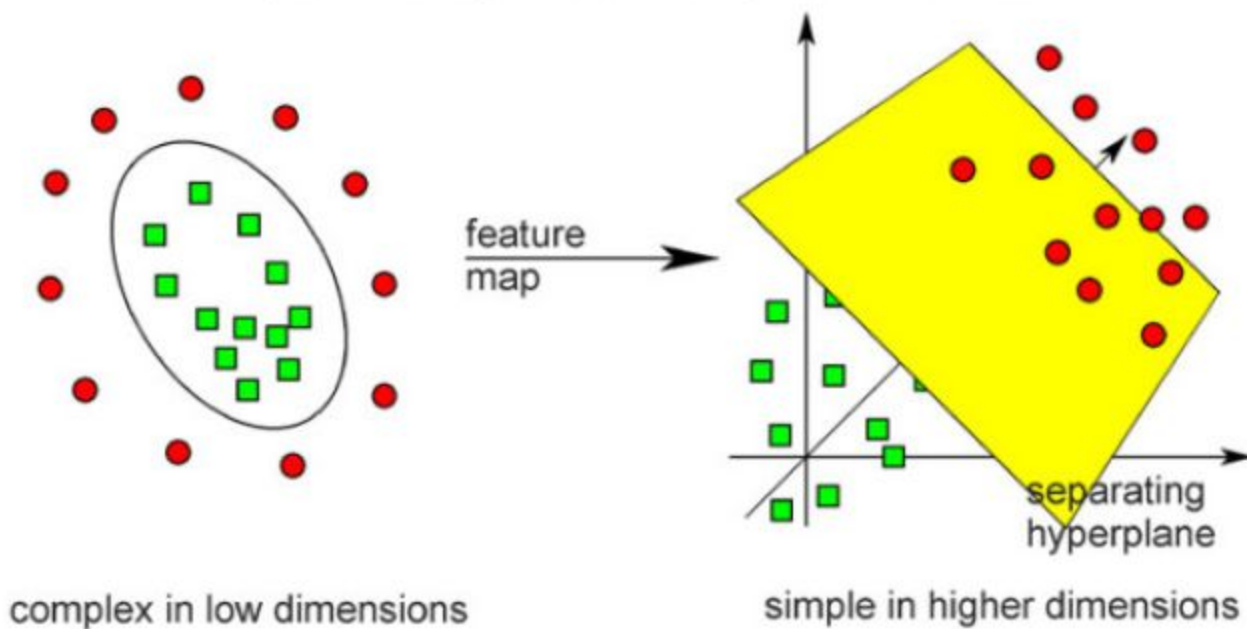 feature
map
separating
hyperplane
complex in low dimensions
simple in higher dimensions